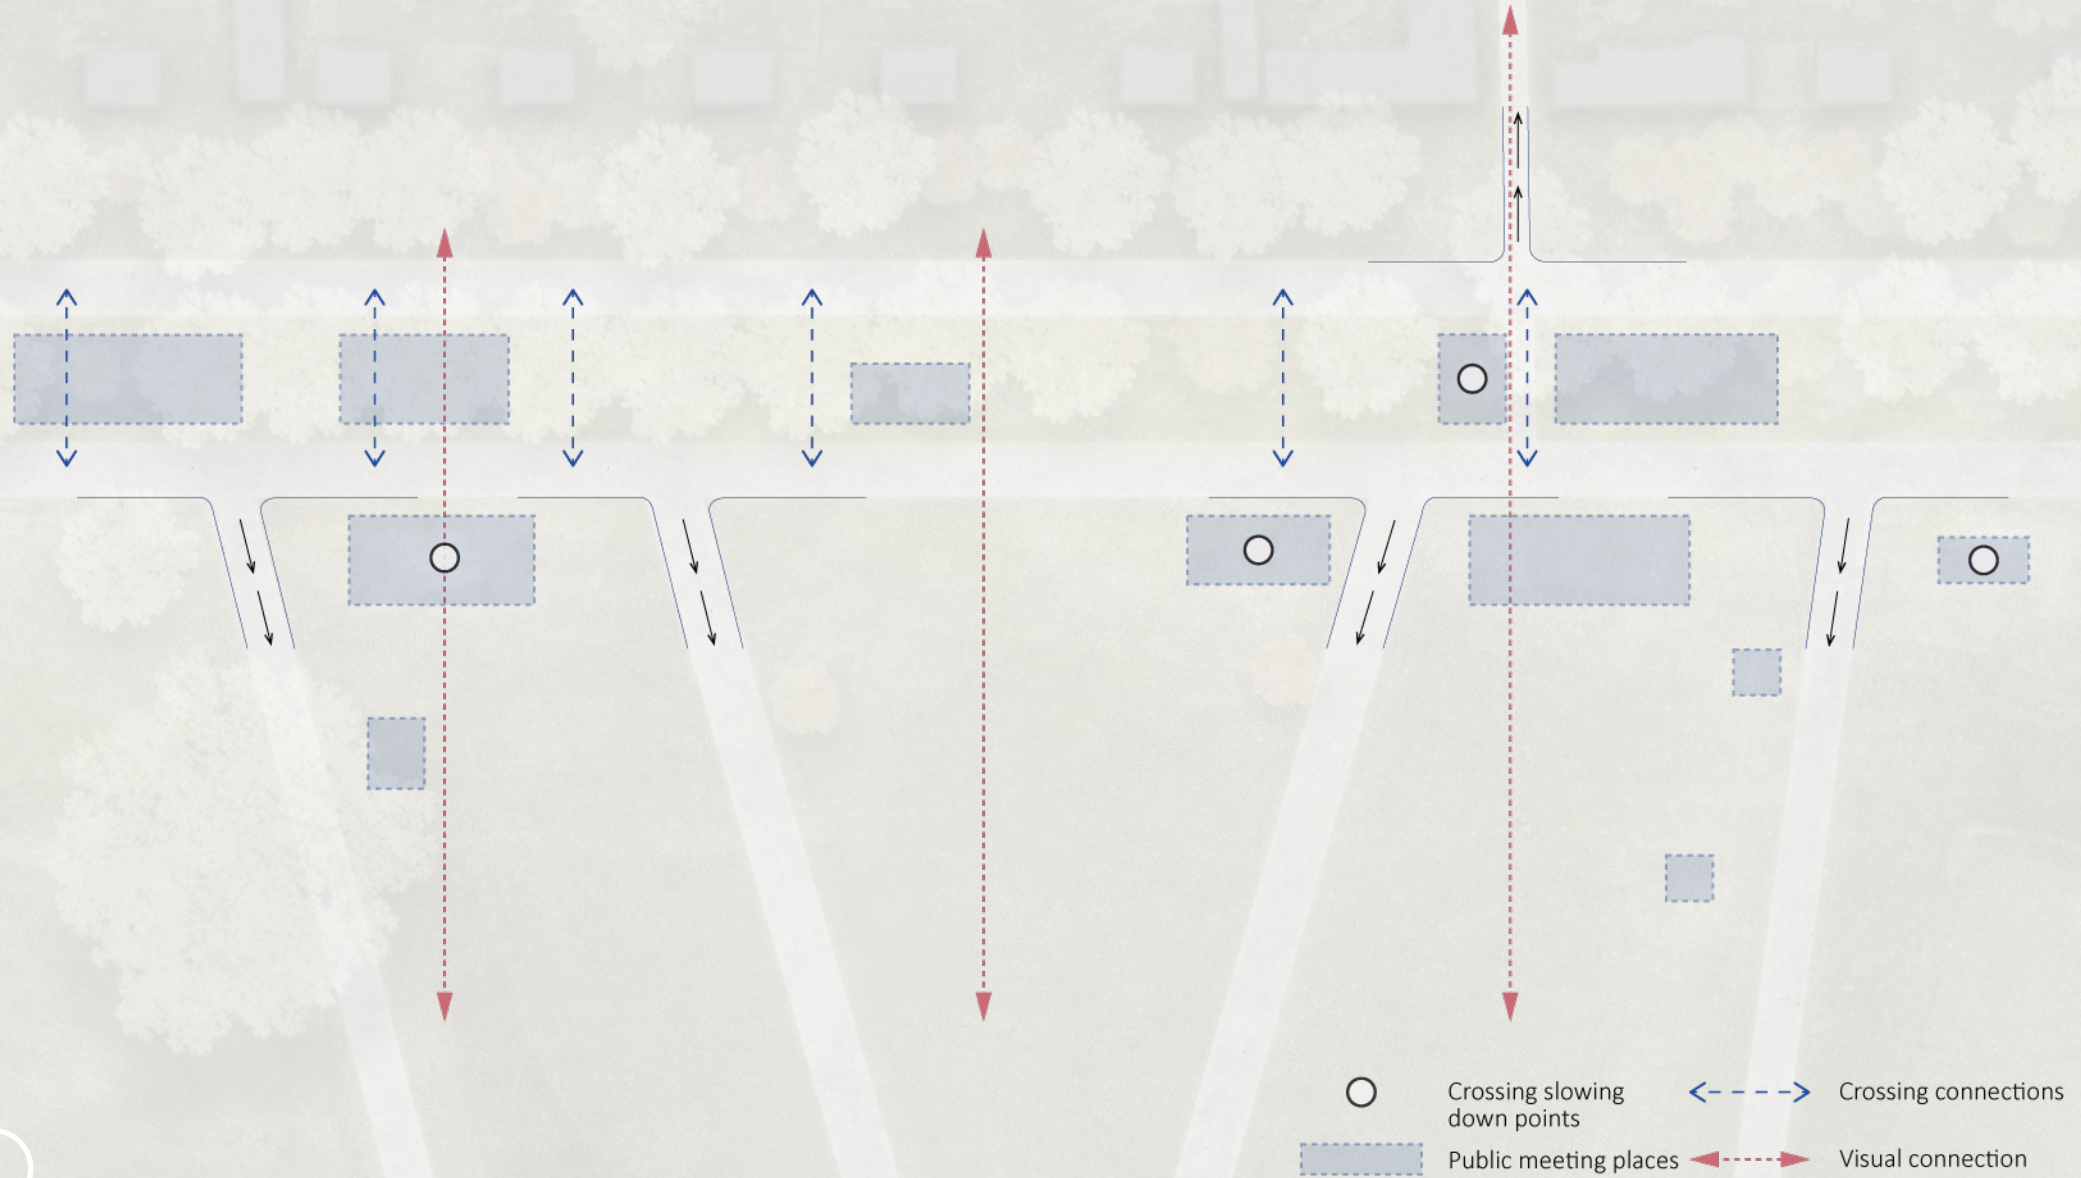 Crossing slowing
down points
Crossing connections
Public meeting places
Visual connection